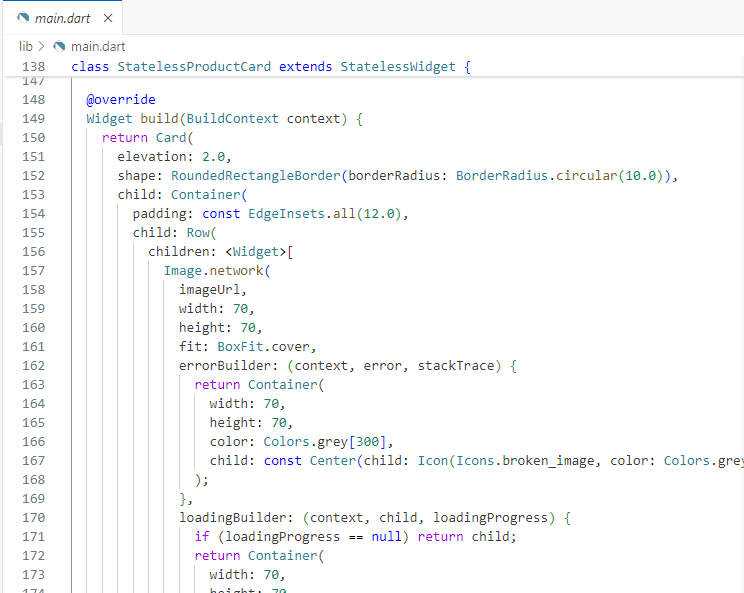 main.dart
lib > main.dart
138 class StatelessProductCard extends StatelessWidget {
147
148 @override
149 Widget build(BuildContext context) {
150 return Card(
151 elevation: 2.0,
152 shape: RoundedRectangleBorder(borderRadius: BorderRadius.circular(10.0)),
153 child: Container(
154 padding: const EdgeInsets.all(12.0),
155 child: Row(
156 children: <Widget>[
157 Image.network(
158 imageUrl,
159 width: 70,
160 height: 70,
161 fit: BoxFit.cover,
162 errorBuilder: (context, error, stackTrace) {
163 return Container(
164 width: 70,
165 height: 70,
166 color: Colors.grey[300],
167 child: const Center(child: Icon(Icons.broken_image, color: Colors.grey
168 );
169 },
170 loadingBuilder: (context, child, loadingProgress) {
171 if (loadingProgress == null) return child;
172 return Container(
173 width: 70,
174 height: 70